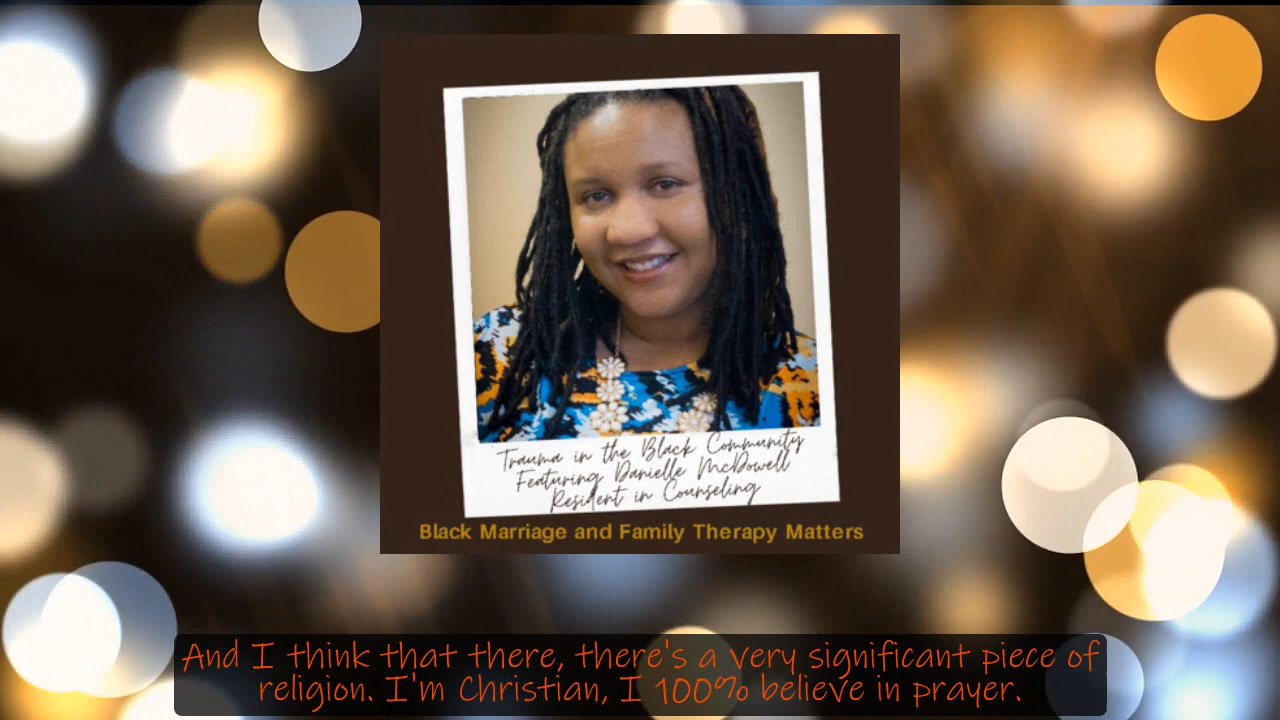 Trauma in the Black Community
Featuring Danielle McDowell
Resident in Counseling
Black Marriage and Family Therapy Matters
And I think that there, there's a very significant piece of
religion. I'm Christian, I 100% believe in prayer.